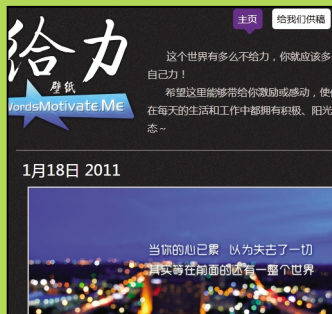 主页 给我们供稿
给力
壁纸
WordsMotivate.Me
这个世界有多么不给力，你就应该多
自己力！
希望这里能够带给你激励或感动，使
在每天的生活和工作中都拥有积极、阳光
态～
1月18日 2011
当你的心已累 以为失去了一切
其实等在前面的还有一整个世界